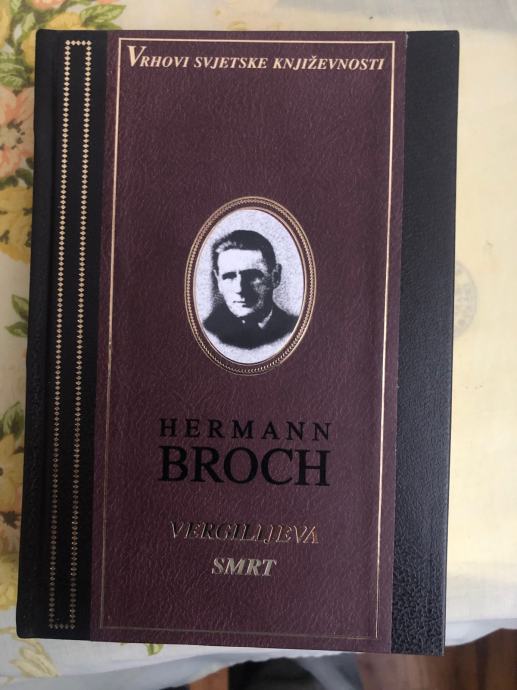 VRHOVI SVJETSKE KNJIŽEVNOSTI
HERMANN
BROCH
VERGILIJEVA
SMRT